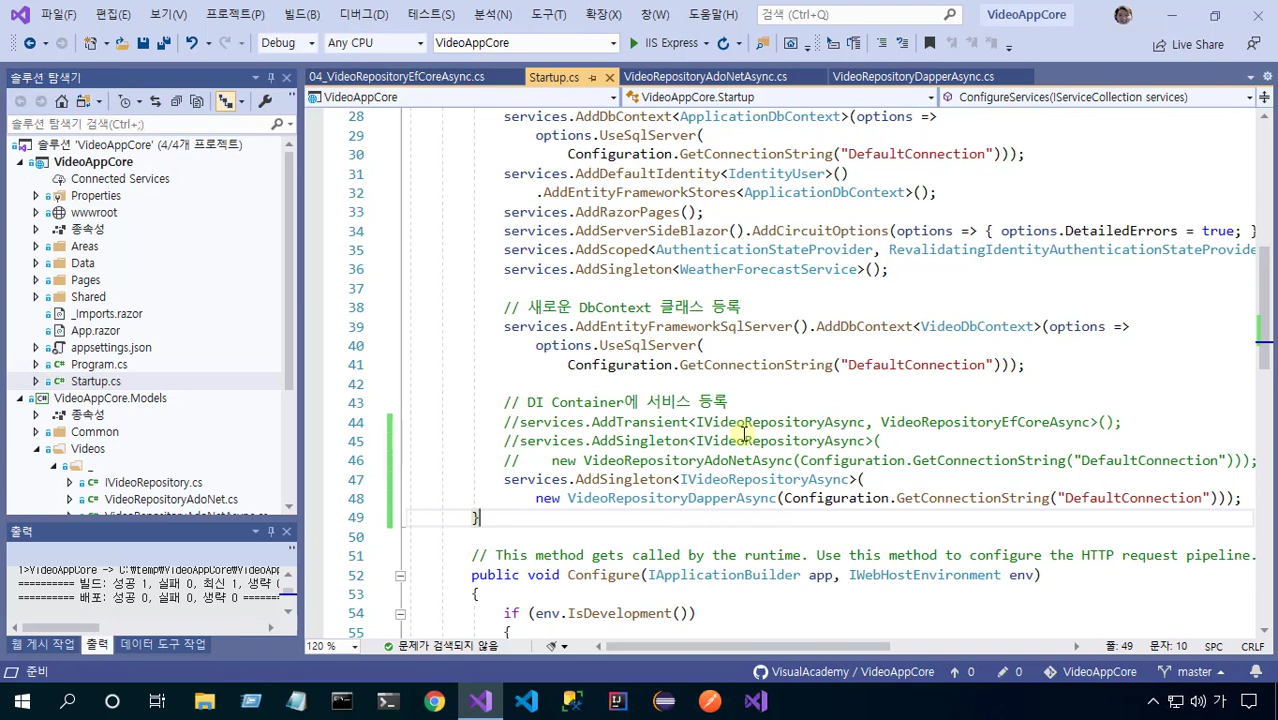 파일(F) 편집(E) 보기(V) 프로젝트(P) 빌드(B) 디버그(D) 테스트(S) 분석(N) 도구(T) 확장(X) 창(W) 도움말(H) 검색 (Ctrl+Q) VideoAppCore
Debug Any CPU VideoAppCore IIS Express Live Share
솔루션 탐색기 04_VideoRepositoryEfCoreAsync.cs Startup.cs VideoRepositoryAdoNetAsync.cs VideoRepositoryDapperAsync.cs
VideoAppCore VideoAppCore.Startup ConfigureServices(IServiceCollection services)
솔루션 탐색기 검색(Ctrl+;)
솔루션 'VideoAppCore' (4/4개 프로젝트)
VideoAppCore
Connected Services
Properties
wwwroot
종속성
Areas
Data
Pages
Shared
_Imports.razor
App.razor
appsettings.json
Program.cs
Startup.cs
VideoAppCore.Models
종속성
Common
Videos
_
IVideoRepository.cs
VideoRepositoryAdoNet.cs
28 services.AddDbContext<ApplicationDbContext>(options =>
29 options.UseSqlServer(
30 Configuration.GetConnectionString("DefaultConnection")));
31 services.AddDefaultIdentity<IdentityUser>()
32 .AddEntityFrameworkStores<ApplicationDbContext>();
33 services.AddRazorPages();
34 services.AddServerSideBlazor().AddCircuitOptions(options => { options.DetailedErrors = true; }
35 services.AddScoped<AuthenticationStateProvider, RevalidatingIdentityAuthenticationStateProvider
36 services.AddSingleton<WeatherForecastService>();
37
38 // 새로운 DbContext 클래스 등록
39 services.AddEntityFrameworkSqlServer().AddDbContext<VideoDbContext>(options =>
40 options.UseSqlServer(
41 Configuration.GetConnectionString("DefaultConnection")));
42
43 // DI Container에 서비스 등록
44 //services.AddTransient<IVideoRepositoryAsync, VideoRepositoryEfCoreAsync>();
45 //services.AddSingleton<IVideoRepositoryAsync>(
46 // new VideoRepositoryAdoNetAsync(Configuration.GetConnectionString("DefaultConnection")));
47 services.AddSingleton<IVideoRepositoryAsync>(
48 new VideoRepositoryDapperAsync(Configuration.GetConnectionString("DefaultConnection")));
49 }
50
51 // This method gets called by the runtime. Use this method to configure the HTTP request pipeline.
52 public void Configure(IApplicationBuilder app, IWebHostEnvironment env)
53 {
54 if (env.IsDevelopment())
55 {
출력
1>VideoAppCore -> C:\temp\VideoAppCore\VideoApp
========== 빌드: 성공 1, 실패 0, 최신 1, 생략 0
========== 배포: 성공 0, 실패 0, 생략 0 ==========
웹 게시 작업 출력 데이터 도구 작업
120 % 문제가 검색되지 않음 줄: 49 문자: 10 SPC CRLF
준비 VisualAcademy / VideoAppCore 0 0 VideoAppCore master
가